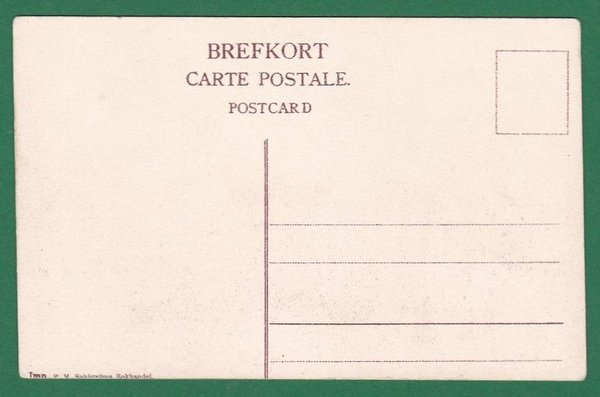 BREFKORT
CARTE POSTALE.
POSTCARD
Imp. P. M. Sahlströms Bokhandel